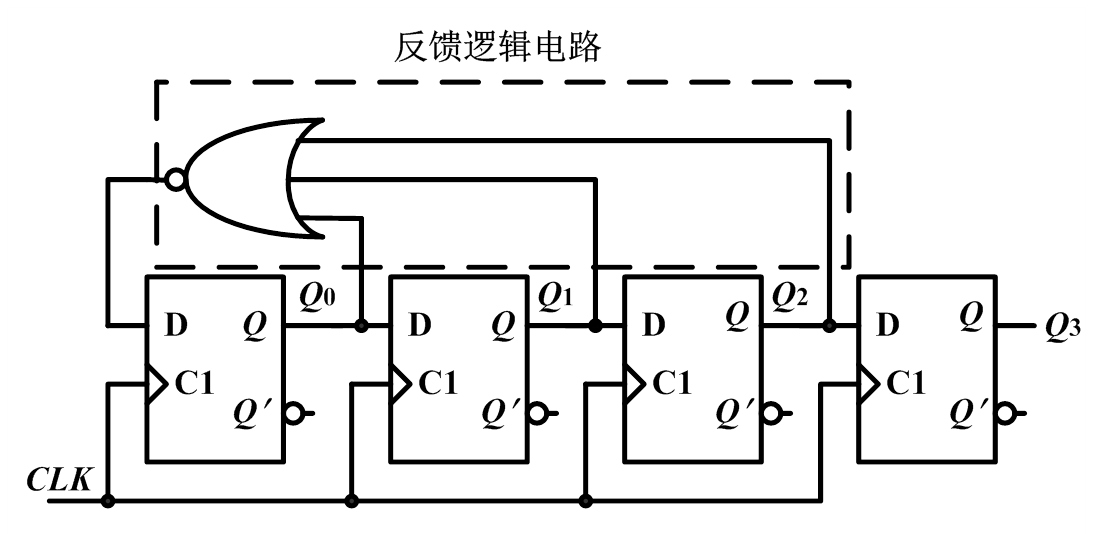 反馈逻辑电路
Q0 Q1 Q2
D Q D Q D Q D Q Q3
C1 C1 C1 C1
Q′ Q′ Q′ Q′
CLK